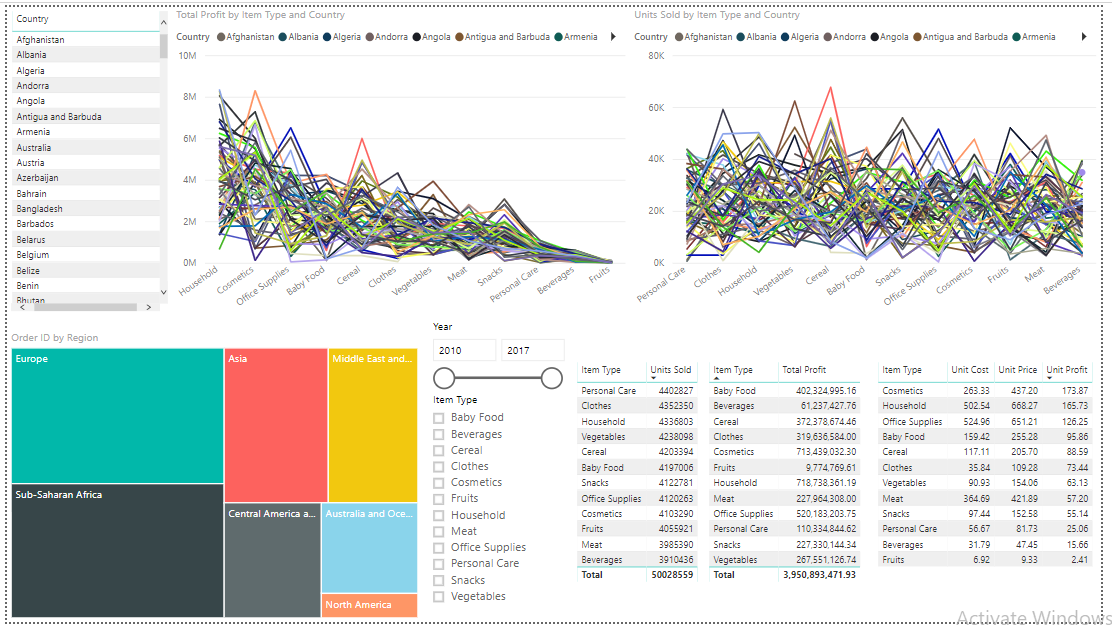 Country
Afghanistan
Albania
Algeria
Andorra
Angola
Antigua and Barbuda
Armenia
Australia
Austria
Azerbaijan
Bahrain
Bangladesh
Barbados
Belarus
Belgium
Belize
Benin
Bhutan
Total Profit by Item Type and Country
Country Afghanistan Albania Algeria Andorra Angola Antigua and Barbuda Armenia
10M
8M
6M
4M
2M
0M
Household Cosmetics Office Supplies Baby Food Cereal Clothes Vegetables Meat Snacks Personal Care Beverages Fruits
Units Sold by Item Type and Country
Country Afghanistan Albania Algeria Andorra Angola Antigua and Barbuda Armenia
80K
60K
40K
20K
0K
Personal Care Clothes Household Vegetables Cereal Baby Food Snacks Office Supplies Cosmetics Fruits Meat Beverages
Order ID by Region
Europe
Asia
Middle East and...
Sub-Saharan Africa
Central America a...
Australia and Oce...
North America
Year
2010 2017
Item Type
Baby Food
Beverages
Cereal
Clothes
Cosmetics
Fruits
Household
Meat
Office Supplies
Personal Care
Snacks
Vegetables
Item Type Units Sold
Personal Care 4402827
Clothes 4352350
Household 4336803
Vegetables 4238098
Cereal 4203394
Baby Food 4197006
Snacks 4122781
Office Supplies 4120263
Cosmetics 4103290
Fruits 4055921
Meat 3985390
Beverages 3910436
Total 50028559
Item Type Total Profit
Baby Food 402,324,995.16
Beverages 61,237,427.76
Cereal 372,378,674.46
Clothes 319,636,584.00
Cosmetics 713,439,032.30
Fruits 9,774,769.61
Household 718,738,361.19
Meat 227,964,308.00
Office Supplies 520,183,203.75
Personal Care 110,334,844.62
Snacks 227,330,144.34
Vegetables 267,551,126.74
Total 3,950,893,471.93
Item Type Unit Cost Unit Price Unit Profit
Cosmetics 263.33 437.20 173.87
Household 502.54 668.27 165.73
Office Supplies 524.96 651.21 126.25
Baby Food 159.42 255.28 95.86
Cereal 117.11 205.70 88.59
Clothes 35.84 109.28 73.44
Vegetables 90.93 154.06 63.13
Meat 364.69 421.89 57.20
Snacks 97.44 152.58 55.14
Personal Care 56.67 81.73 25.06
Beverages 31.79 47.45 15.66
Fruits 6.92 9.33 2.41
Activate Windows